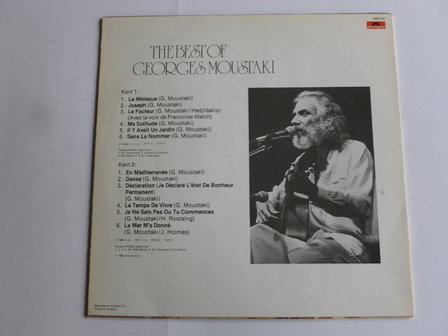 THE BEST OF
GEORGES MOUSTAKI
Kant 1:
1. Le Métèque (G. Moustaki)
2. Joseph (G. Moustaki)
3. Le Facteur (G. Moustaki/Hadjidakis)
(Avec la voix de Francoise Walch)
4. Ma Solitude (G. Moustaki)
5. Il Y Avait Un Jardin (G. Moustaki)
6. Sans La Nommer (G. Moustaki)
Kant 2:
1. En Méditerranée (G. Moustaki)
2. Danse (G. Moustaki)
3. Déclaration (Je Déclare L'état De Bonheur
Permanent)
(G. Moustaki)
4. Le Temps De Vivre (G. Moustaki)
5. Je Ne Sais Pas Ou Tu Commences
(G. Moustaki/H. Rostaing)
6. La Mer M'a Donné
(G. Moustaki/J. Holmès)